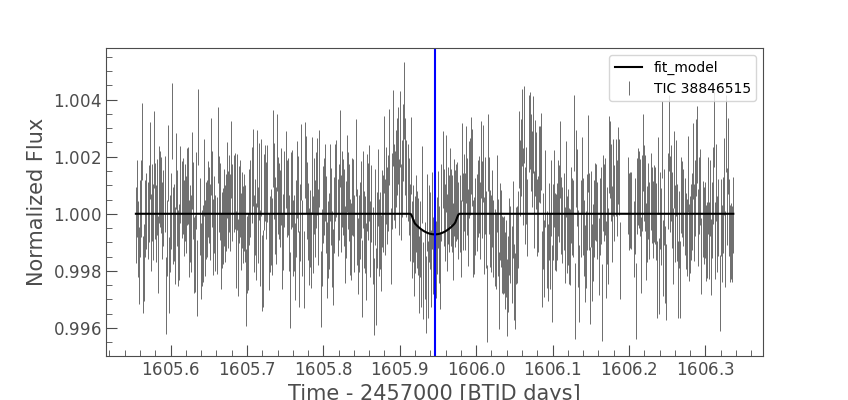 fit_model
TIC 38846515
Normalized Flux
1.004
1.002
1.000
0.998
0.996
1605.6 1605.7 1605.8 1605.9 1606.0 1606.1 1606.2 1606.3
Time - 2457000 [BTJD days]